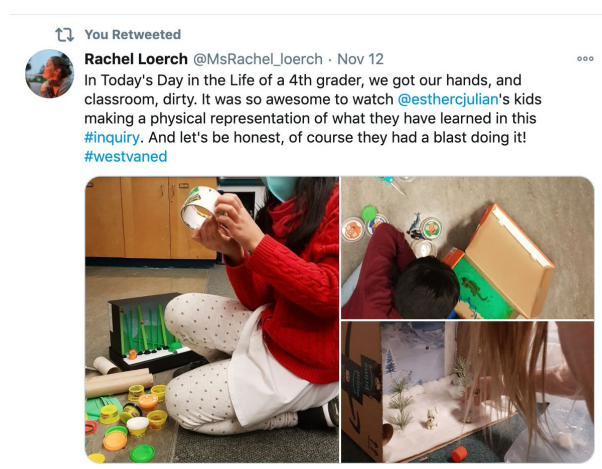 You Retweeted
Rachel Loerch @MsRachel_loerch · Nov 12
In Today's Day in the Life of a 4th grader, we got our hands, and
classroom, dirty. It was so awesome to watch @esthercjulian's kids
making a physical representation of what they have learned in this
#inquiry. And let's be honest, of course they had a blast doing it!
#westvaned